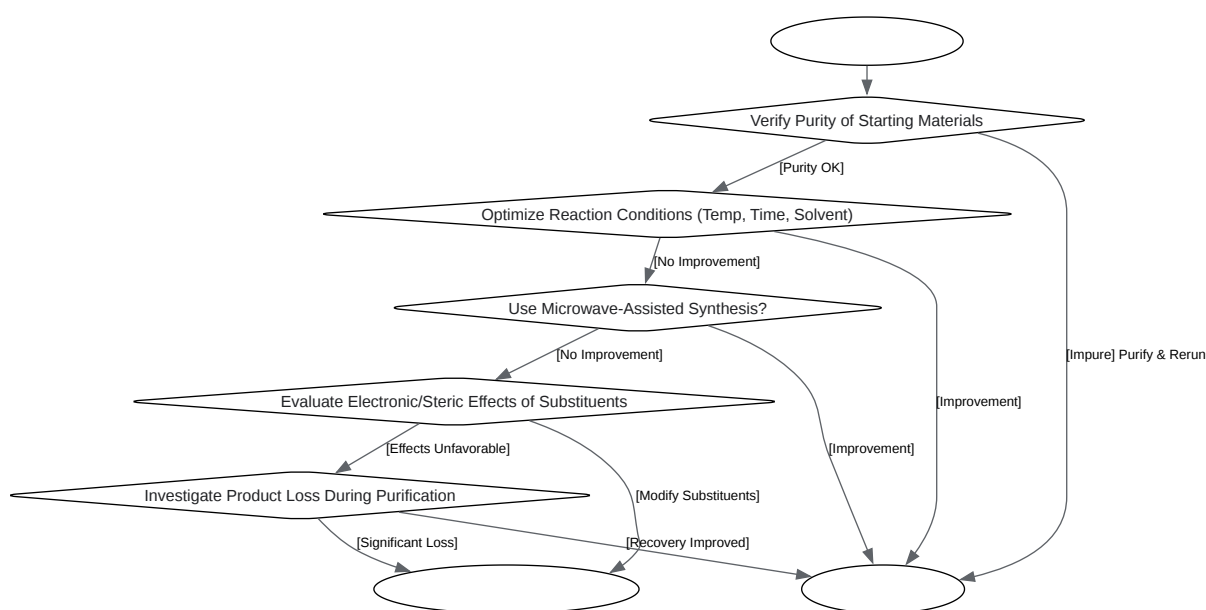 Verify Purity of Starting Materials
[Purity OK]
Optimize Reaction Conditions (Temp, Time, Solvent)
[No Improvement]
Use Microwave-Assisted Synthesis?
[No Improvement]
[Impure] Purify & Rerun
Evaluate Electronic/Steric Effects of Substituents
[Improvement]
[Effects Unfavorable]
[Improvement]
Investigate Product Loss During Purification
[Modify Substituents]
[Significant Loss]
[Recovery Improved]